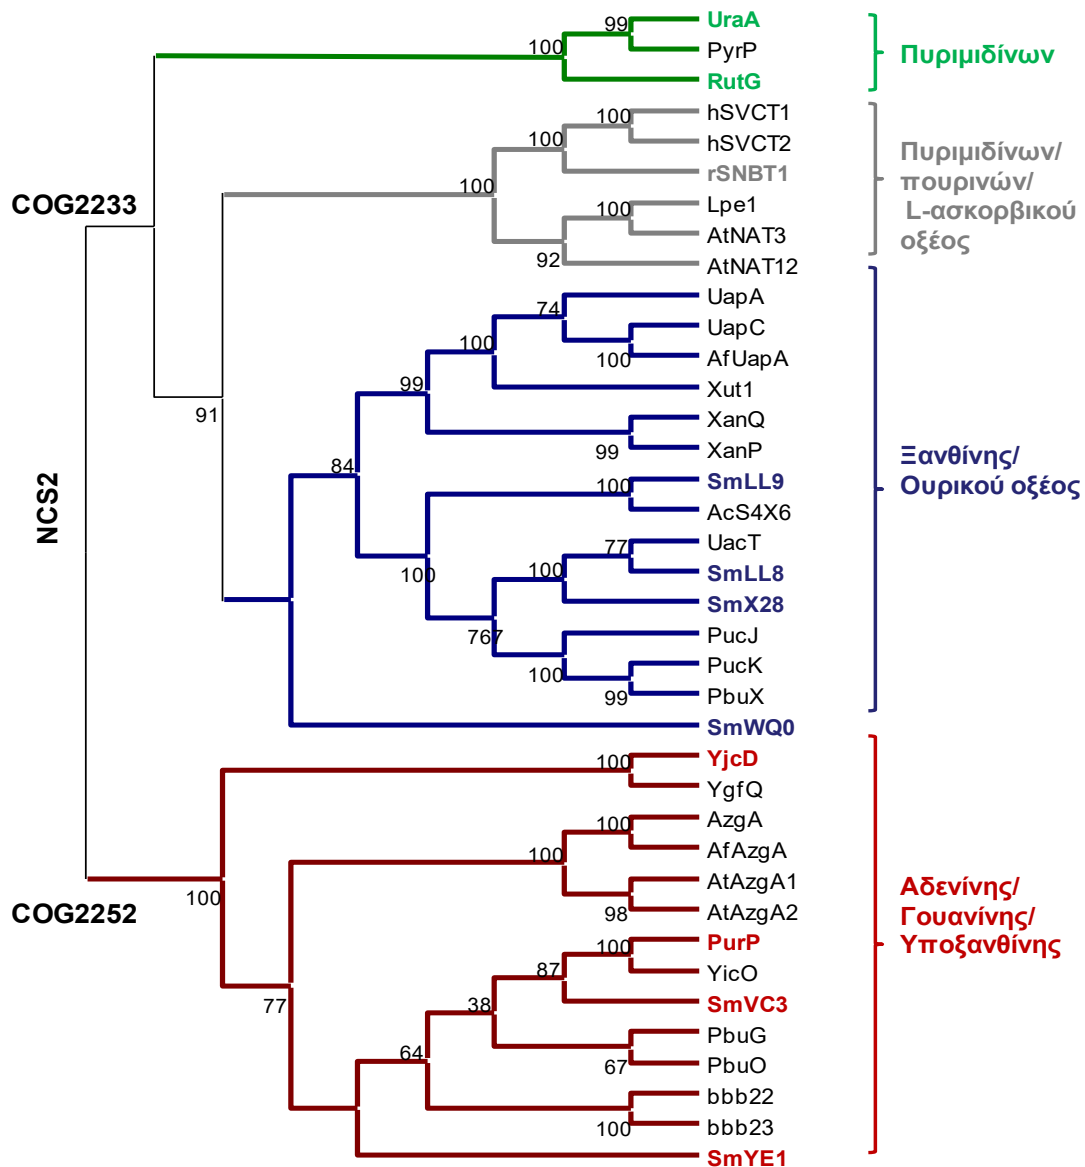 99
UraA
PyrP
100
RutG
Πυριμιδίνων
100
hSVCT1
hSVCT2
100
rSNBT1
100
Lpe1
100
AtNAT3
92
AtNAT12
Πυριμιδίνων/
πουρινών/
L-ασκορβικού
οξέος
COG2233
91
NCS2
74
UapA
UapC
100
AfUapA
100
Xut1
99
XanQ
99
XanP
84
100
SmLL9
AcS4X6
100
77
UacT
SmLL8
100
SmX28
767
PucJ
100
PucK
99
PbuX
SmWQ0
Ξανθίνης/
Ουρικού οξέος
100
YjcD
YgfQ
100
AzgA
AfAzgA
100
AtAzgA1
98
AtAzgA2
100
COG2252
77
100
PurP
YicO
87
SmVC3
38
PbuG
67
PbuO
64
bbb22
100
bbb23
SmYE1
Αδενίνης/
Γουανίνης/
Υποξανθίνης